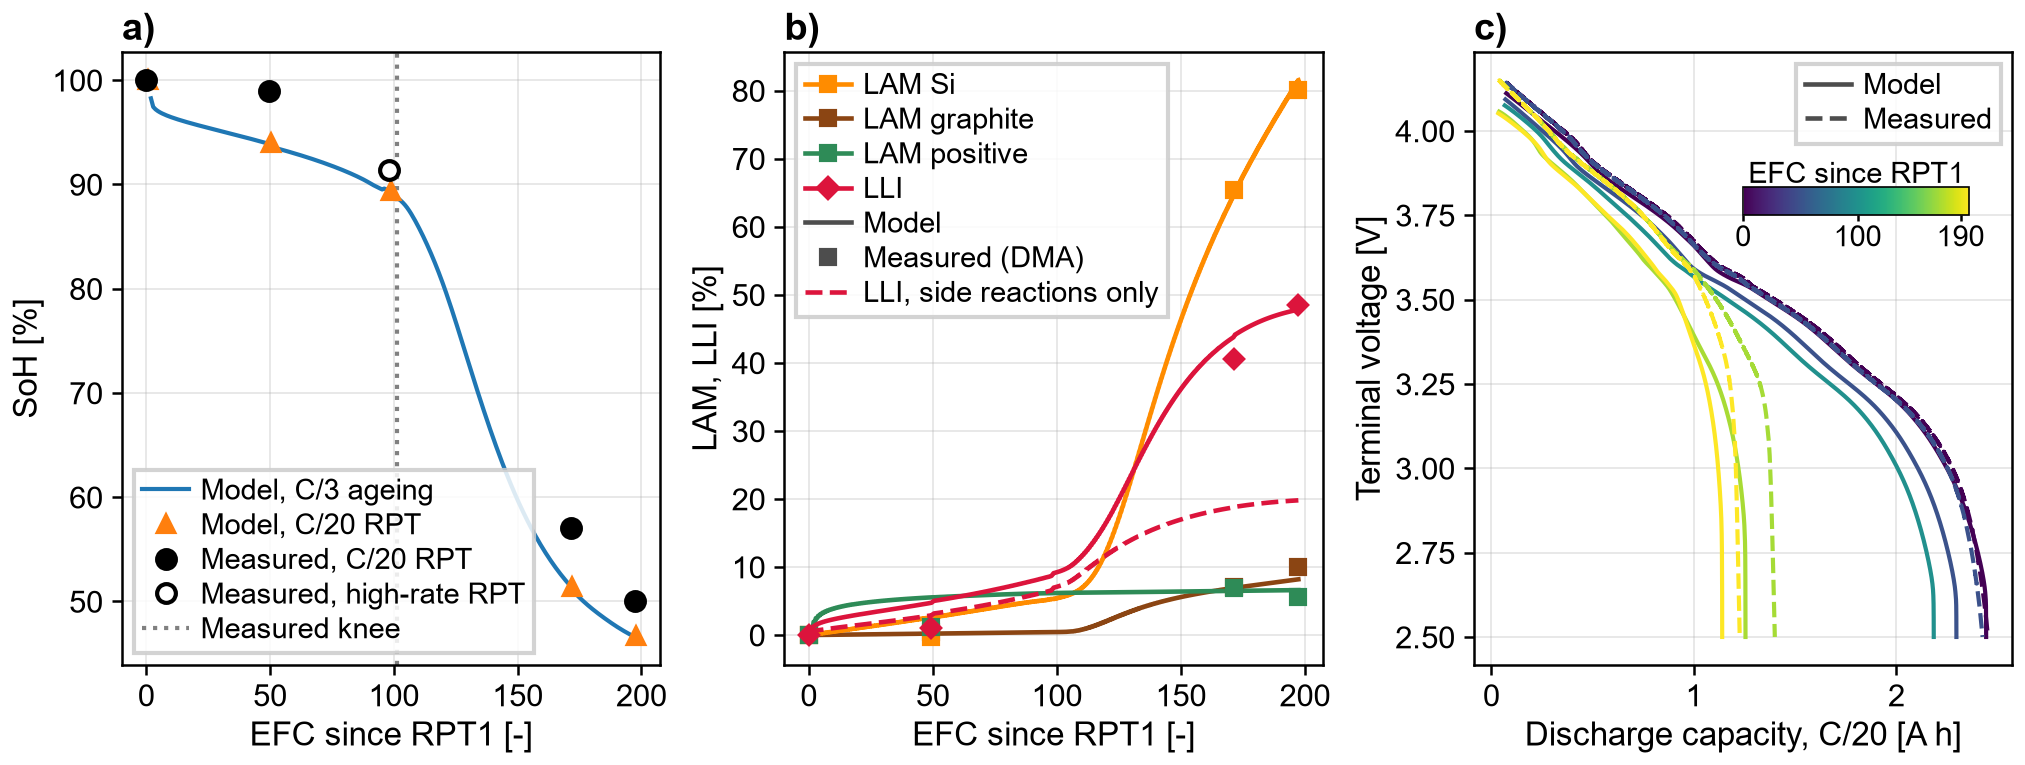 a)
100
90
80
70
60
50
SoH [%]
Model, C/3 ageing
Model, C/20 RPT
Measured, C/20 RPT
Measured, high-rate RPT
Measured knee
0 50 100 150 200
EFC since RPT1 [-]
b)
80
70
60
50
40
30
20
10
0
LAM, LLI [%]
LAM Si
LAM graphite
LAM positive
LLI
Model
Measured (DMA)
LLI, side reactions only
0 50 100 150 200
EFC since RPT1 [-]
c)
4.00
3.75
3.50
3.25
3.00
2.75
2.50
Terminal voltage [V]
Model
Measured
EFC since RPT1
0 100 190
0 1 2
Discharge capacity, C/20 [A h]